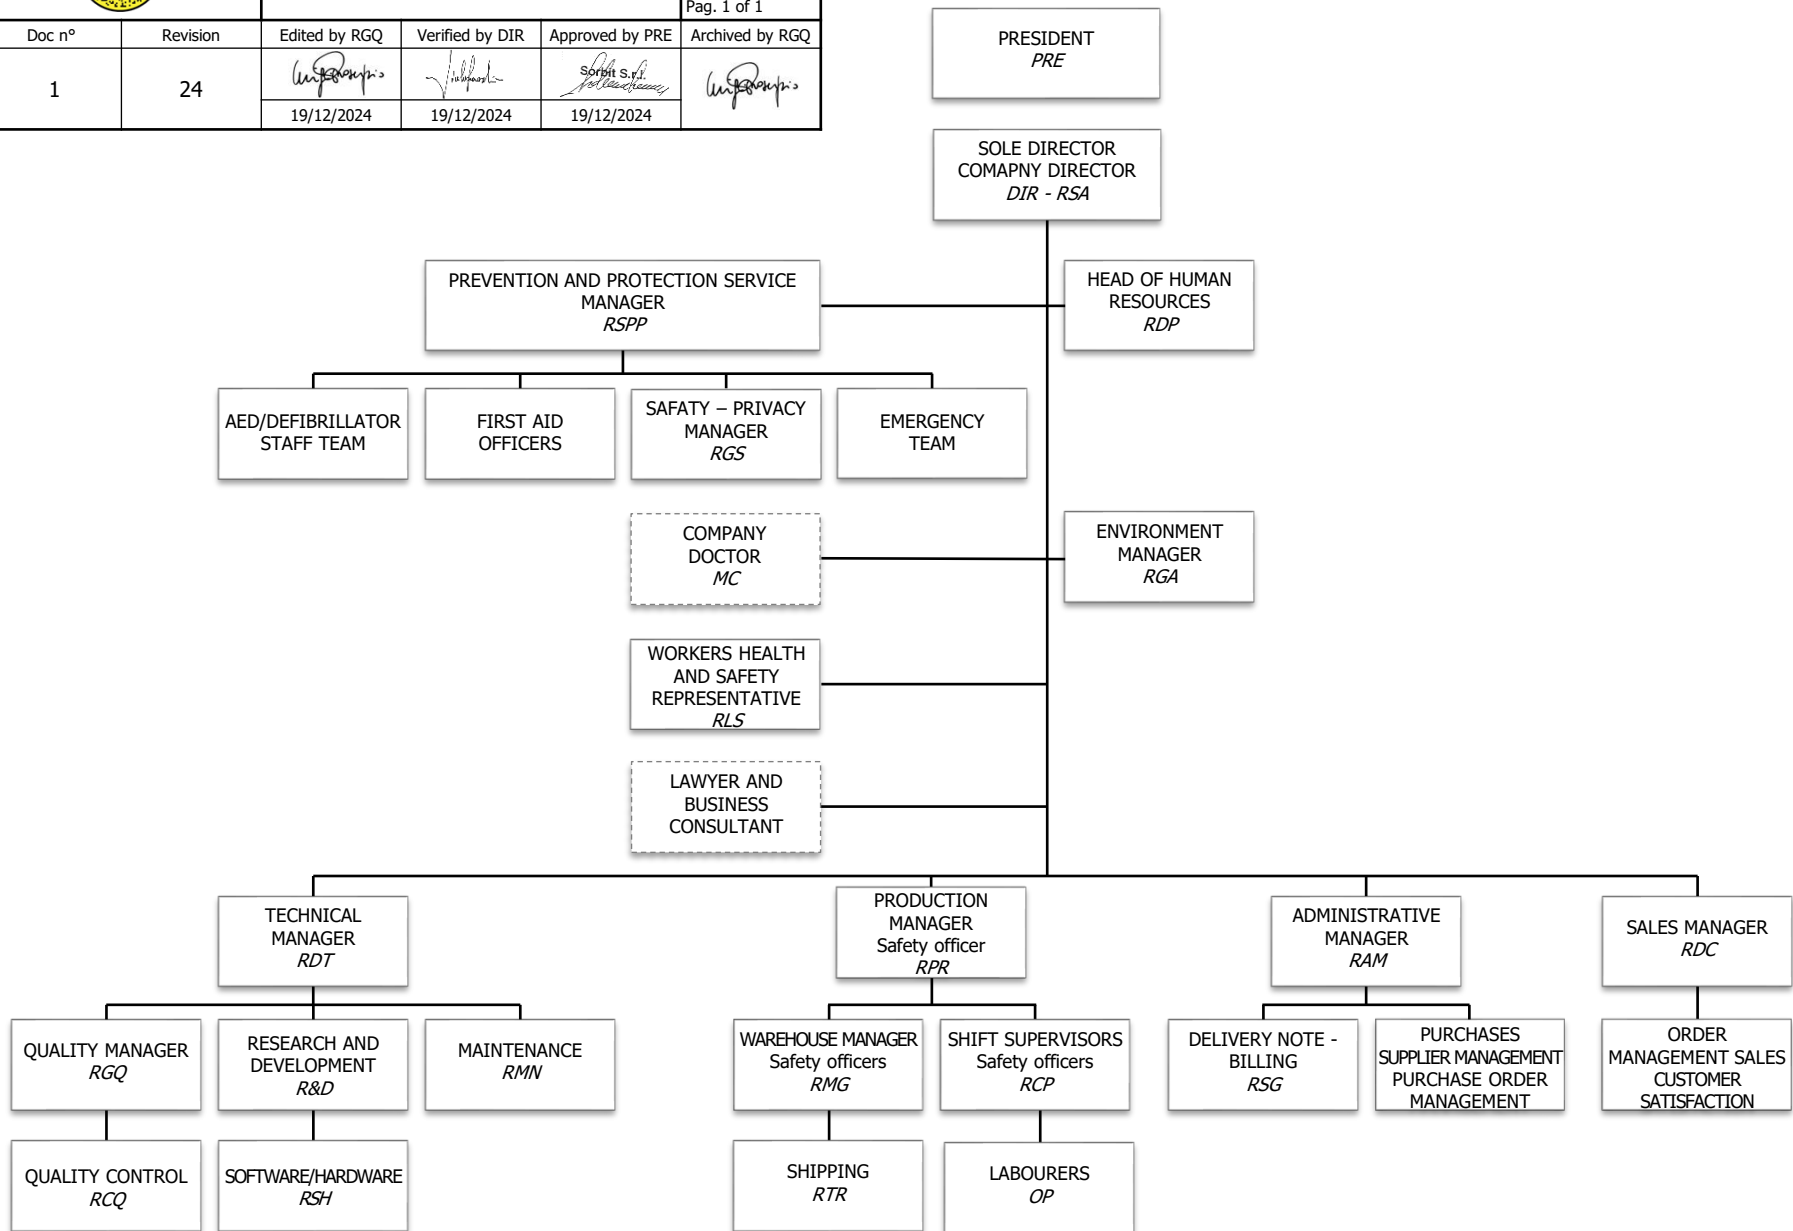 Pag. 1 of 1
Doc n°
Revision
Edited by RGQ
Verified by DIR
Approved by PRE
Archived by RGQ
1
24
Sorbit S.r.l.
19/12/2024
19/12/2024
19/12/2024
PRESIDENT
PRE
SOLE DIRECTOR
COMAPNY DIRECTOR
DIR - RSA
PREVENTION AND PROTECTION SERVICE
MANAGER
RSPP
HEAD OF HUMAN
RESOURCES
RDP
AED/DEFIBRILLATOR
STAFF TEAM
FIRST AID
OFFICERS
SAFATY – PRIVACY
MANAGER
RGS
EMERGENCY
TEAM
COMPANY
DOCTOR
MC
ENVIRONMENT
MANAGER
RGA
WORKERS HEALTH
AND SAFETY
REPRESENTATIVE
RLS
LAWYER AND
BUSINESS
CONSULTANT
TECHNICAL
MANAGER
RDT
PRODUCTION
MANAGER
Safety officer
RPR
ADMINISTRATIVE
MANAGER
RAM
SALES MANAGER
RDC
QUALITY MANAGER
RGQ
RESEARCH AND
DEVELOPMENT
R&D
MAINTENANCE
RMN
WAREHOUSE MANAGER
Safety officers
RMG
SHIFT SUPERVISORS
Safety officers
RCP
DELIVERY NOTE -
BILLING
RSG
PURCHASES
SUPPLIER MANAGEMENT
PURCHASE ORDER
MANAGEMENT
ORDER
MANAGEMENT SALES
CUSTOMER
SATISFACTION
QUALITY CONTROL
RCQ
SOFTWARE/HARDWARE
RSH
SHIPPING
RTR
LABOURERS
OP